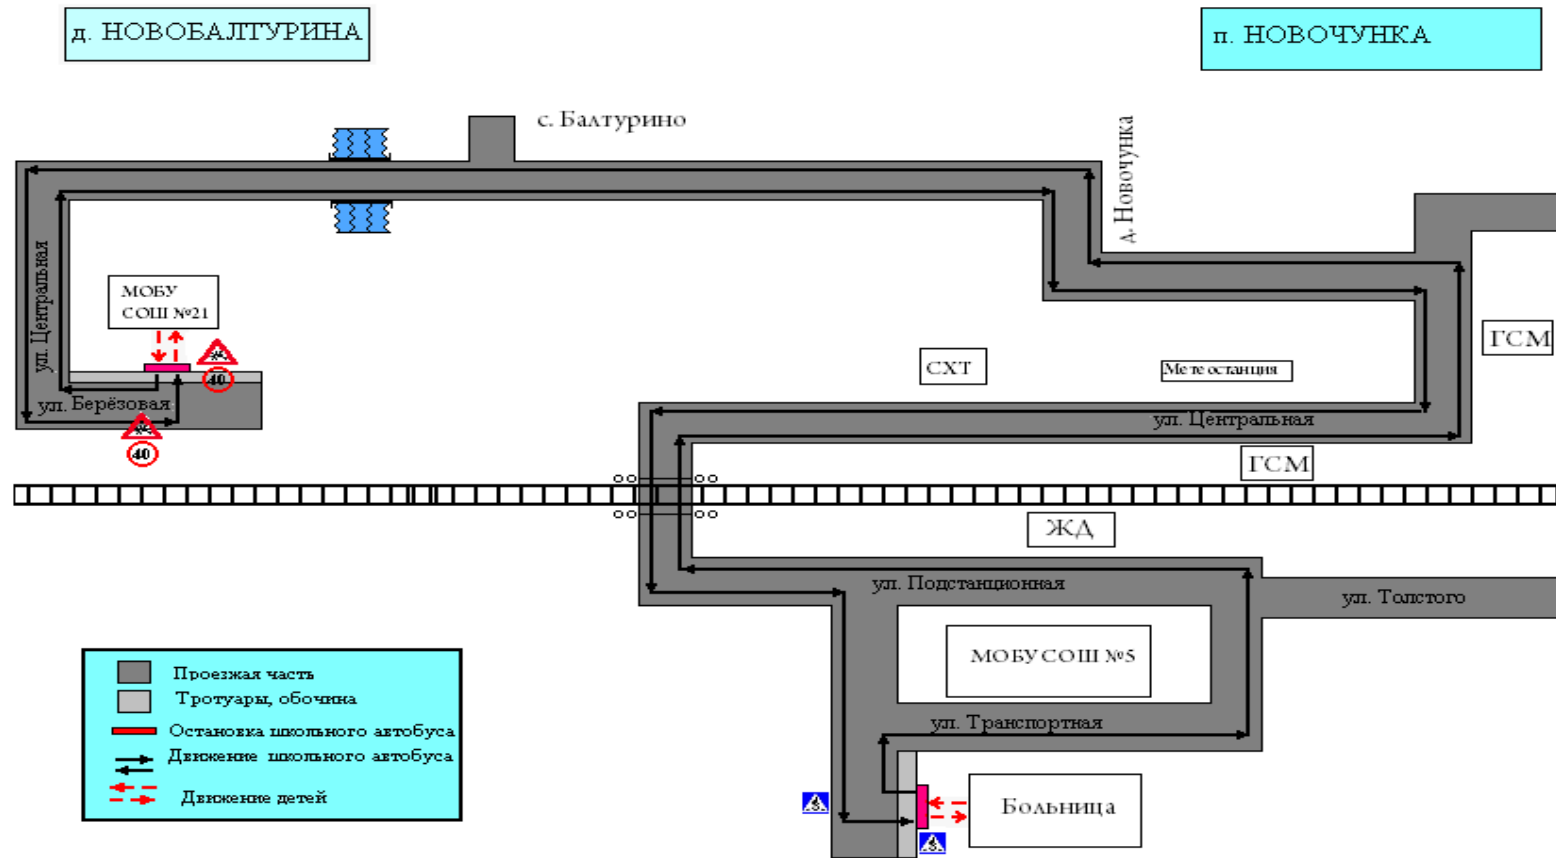 д. НОВОБАЛТУРИНА
п. НОВОЧУНКА
с. Балтурино
д. Новочунка
ул. Центральная
МОБУ
СОШ №21
40
ул. Берёзовая
40
ГСМ
СХТ
Метеостанция
ул. Центральная
ГСМ
ЖД
ул. Подстанционная
ул. Толстого
МОБУ СОШ №5
ул. Транспортная
Больница
Проезжая часть
Тротуары, обочина
Остановка школьного автобуса
Движение школьного автобуса
Движение детей